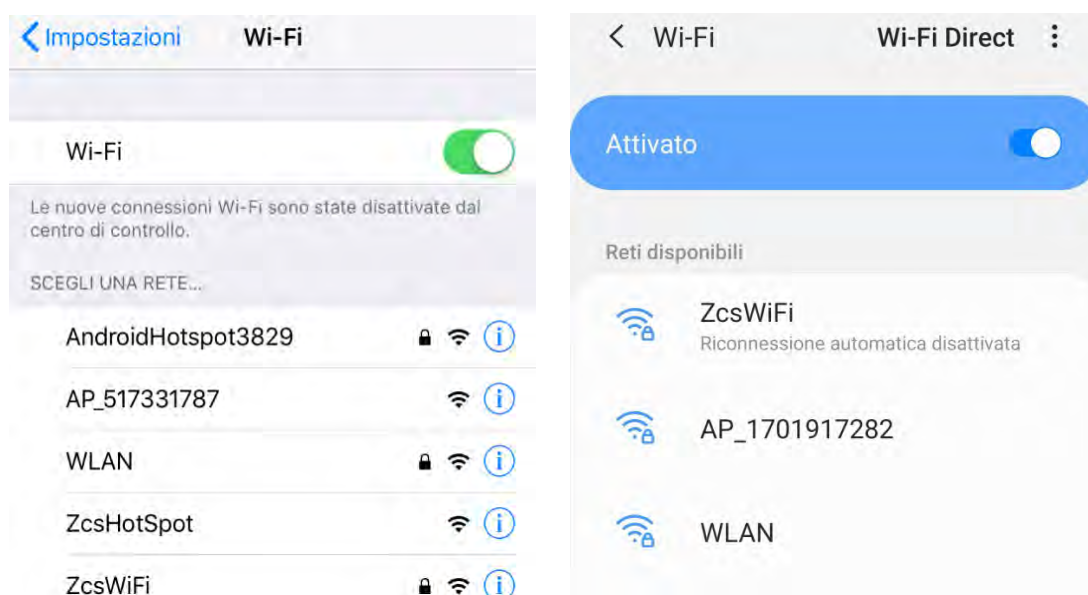 Impostazioni Wi-Fi
Wi-Fi
Le nuove connessioni Wi-Fi sono state disattivate dal
centro di controllo.
SCEGLI UNA RETE...
AndroidHotspot3829
AP_517331787
WLAN
ZcsHotSpot
ZcsWiFi
Wi-Fi Wi-Fi Direct
Attivato
Reti disponibili
ZcsWiFi
Riconnessione automatica disattivata
AP_1701917282
WLAN